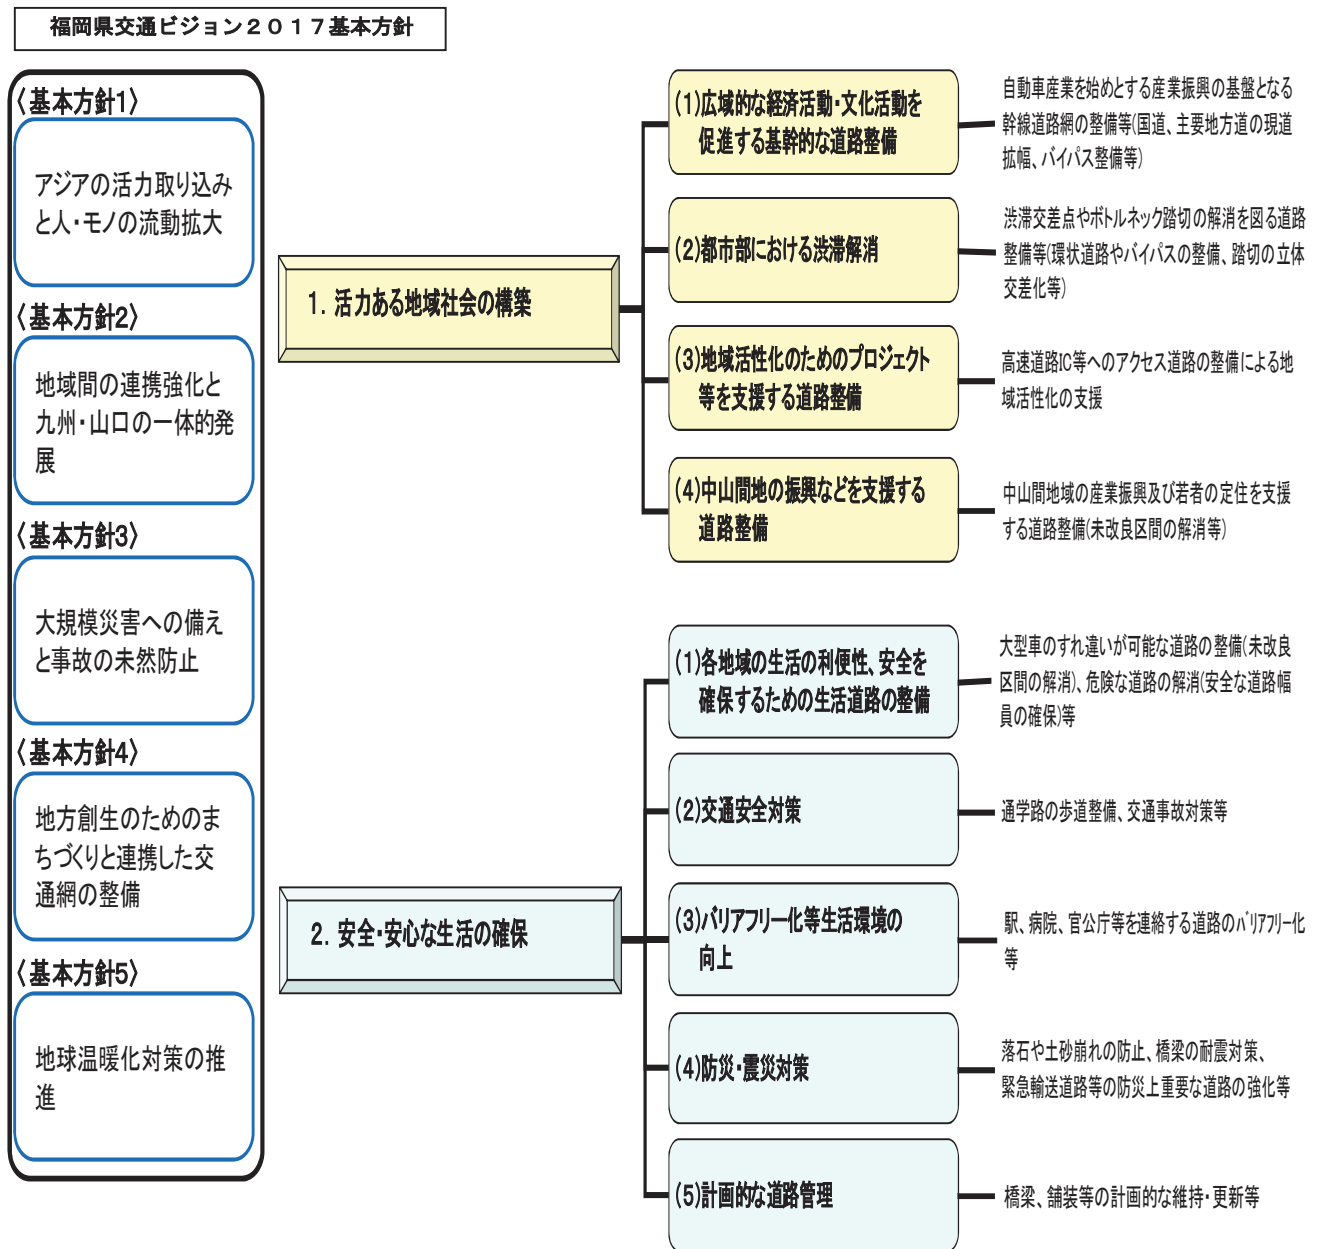 福岡県交通ビジョン２０１７基本方針
〈基本方針1〉
アジアの活力取り込み
と人・モノの流動拡大
〈基本方針2〉
地域間の連携強化と
九州・山口の一体的発
展
〈基本方針3〉
大規模災害への備え
と事故の未然防止
〈基本方針4〉
地方創生のためのま
ちづくりと連携した交
通網の整備
〈基本方針5〉
地球温暖化対策の推
進
1. 活力ある地域社会の構築
(1)広域的な経済活動・文化活動を
促進する基幹的な道路整備
自動車産業を始めとする産業振興の基盤となる
幹線道路網の整備等(国道、主要地方道の現道
拡幅、バイパス整備等)
(2)都市部における渋滞解消
渋滞交差点やボトルネック踏切の解消を図る道路
整備等(環状道路やバイパスの整備、踏切の立体
交差化等)
(3)地域活性化のためのプロジェクト
等を支援する道路整備
高速道路IC等へのアクセス道路の整備による地
域活性化の支援
(4)中山間地の振興などを支援する
道路整備
中山間地域の産業振興及び若者の定住を支援
する道路整備(未改良区間の解消等)
2. 安全・安心な生活の確保
(1)各地域の生活の利便性、安全を
確保するための生活道路の整備
大型車のすれ違いが可能な道路の整備(未改良
区間の解消)、危険な道路の解消(安全な道路幅
員の確保)等
(2)交通安全対策
通学路の歩道整備、交通事故対策等
(3)バリアフリー化等生活環境の
向上
駅、病院、官公庁等を連絡する道路のバリアフリー化
等
(4)防災・震災対策
落石や土砂崩れの防止、橋梁の耐震対策、
緊急輸送道路等の防災上重要な道路の強化等
(5)計画的な道路管理
橋梁、舗装等の計画的な維持・更新等